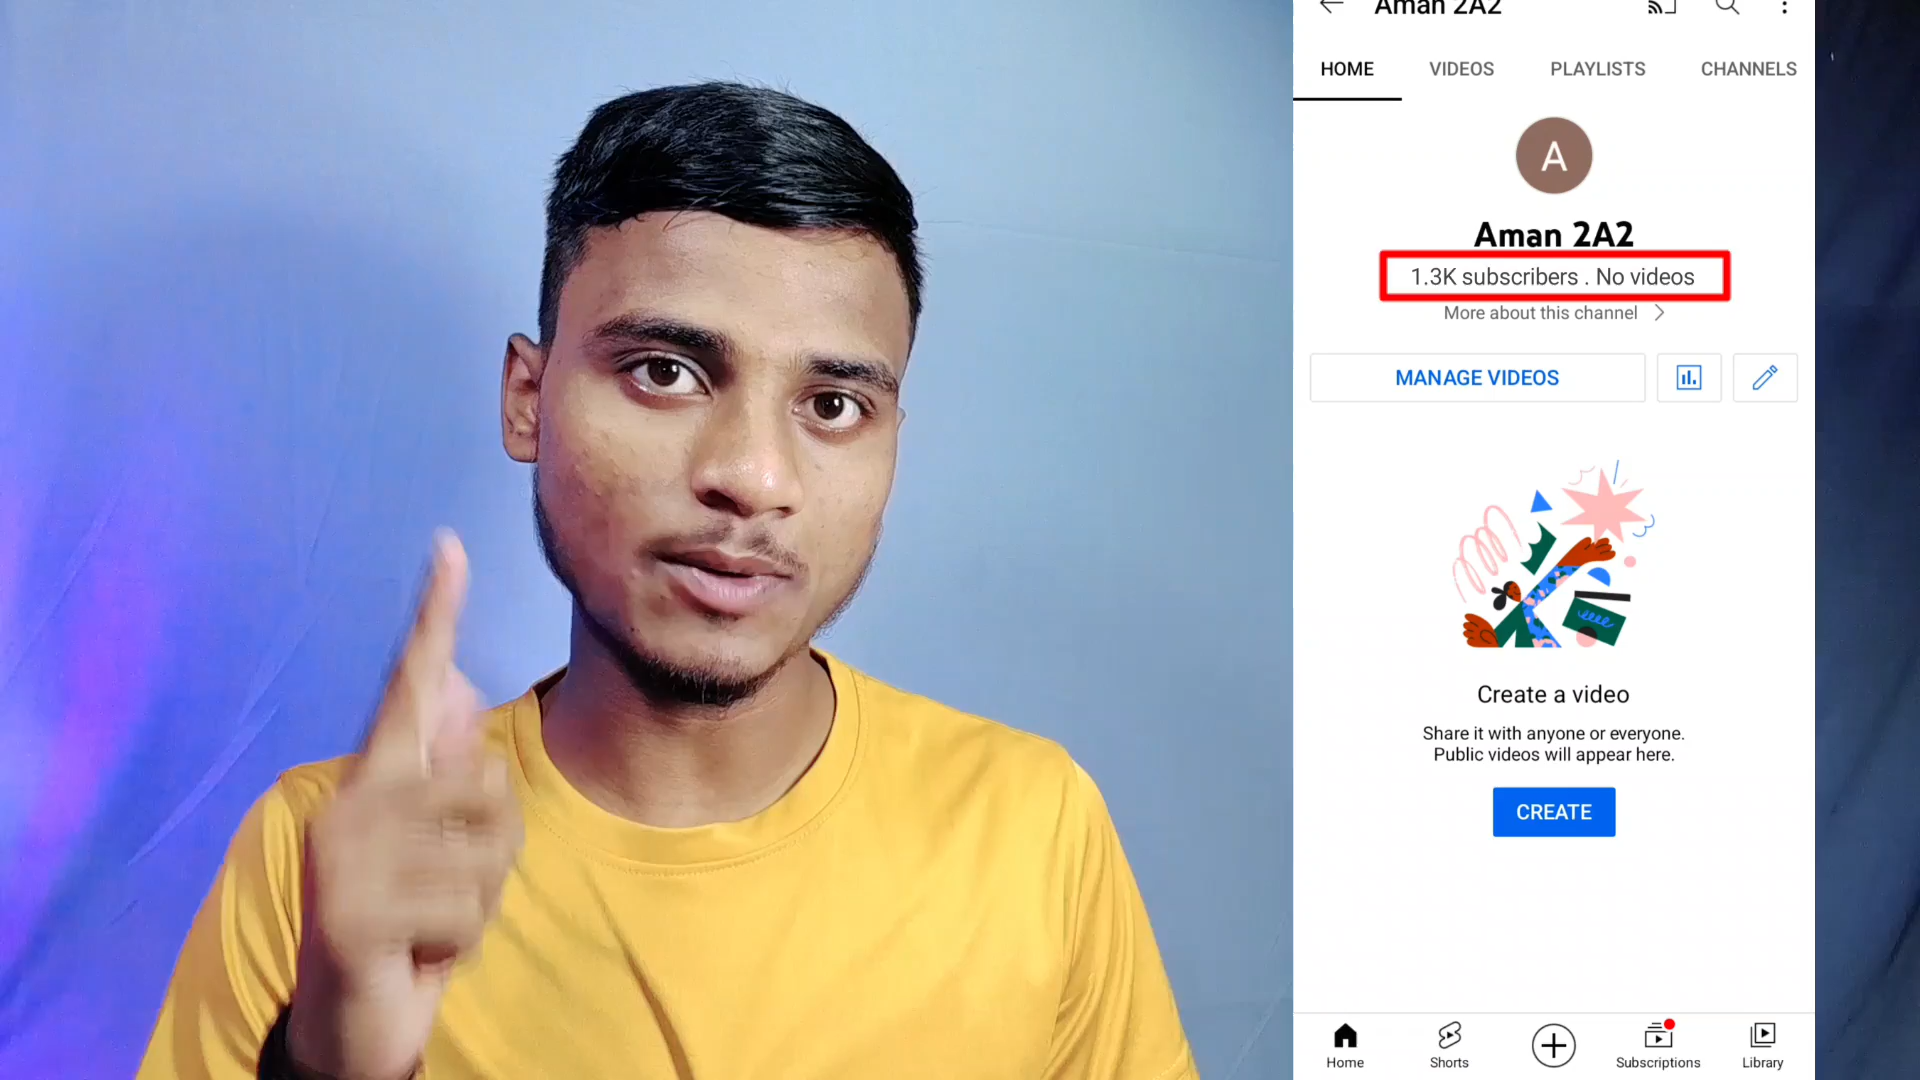 Aman 2A2
HOME VIDEOS PLAYLISTS CHANNELS
A
Aman 2A2
1.3K subscribers . No videos
More about this channel
MANAGE VIDEOS
Create a video
Share it with anyone or everyone.
Public videos will appear here.
CREATE
Home Shorts Subscriptions Library